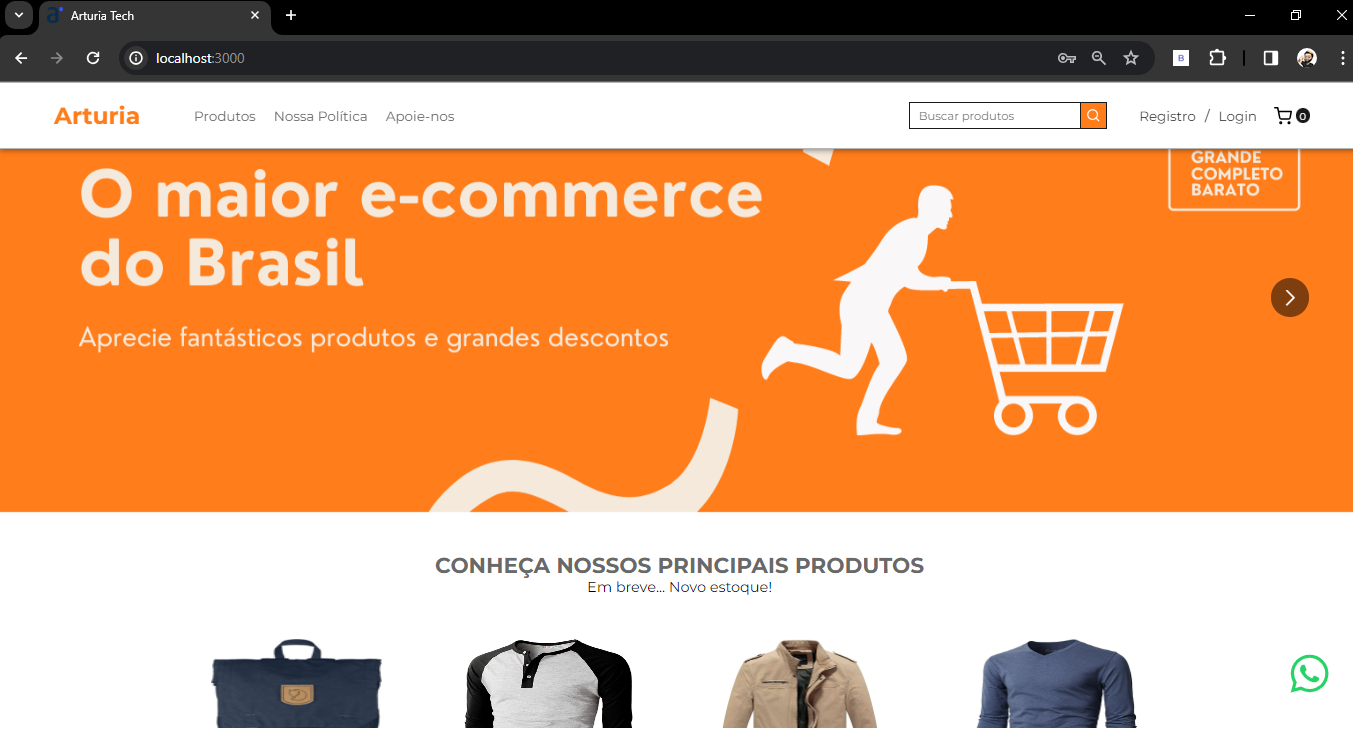 Arturia Tech
localhost:3000
Arturia
Produtos
Nossa Política
Apoie-nos
Buscar produtos
Registro / Login
0
GRANDE
COMPLETO
BARATO
O maior e-commerce
do Brasil
Aprecie fantásticos produtos e grandes descontos
CONHEÇA NOSSOS PRINCIPAIS PRODUTOS
Em breve... Novo estoque!